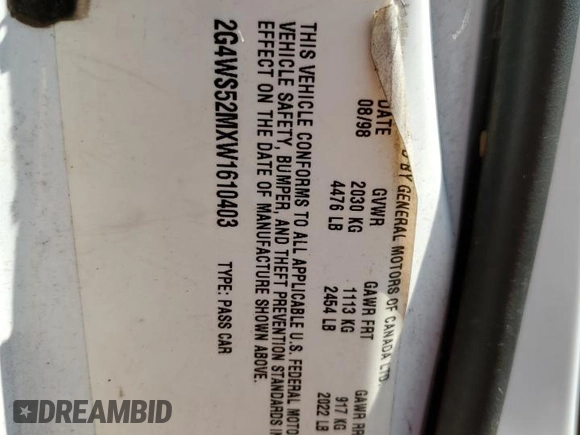 D BY GENERAL MOTORS OF CANADA LTD.
DATE GVWR GAWR FRT GAWR RR
08/98 2030 KG 1113 KG 917 KG
4476 LB 2454 LB 2022 LB
THIS VEHICLE CONFORMS TO ALL APPLICABLE U.S. FEDERAL MOTO
VEHICLE SAFETY, BUMPER, AND THEFT PREVENTION STANDARDS IN
EFFECT ON THE DATE OF MANUFACTURE SHOWN ABOVE.
2G4WS52MXW1610403 TYPE: PASS CAR
DREAMBID